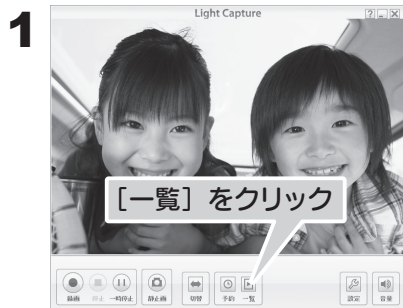 1
Light Capture
[一覧]をクリック
録画 停止 一時停止 静止画 切替 予約 一覧 設定 音量